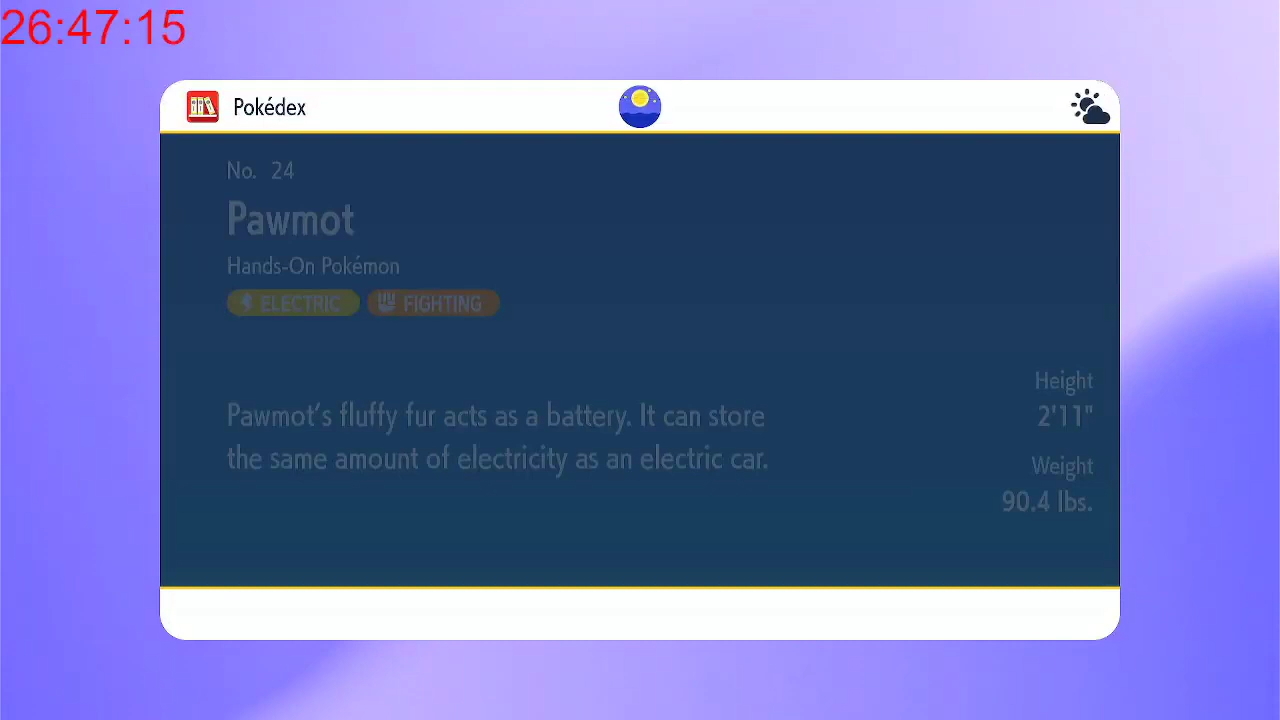 26:47:15
Pokédex
No. 24
Pawmot
Hands-On Pokémon
ELECTRIC FIGHTING
Pawmot's fluffy fur acts as a battery. It can store
the same amount of electricity as an electric car.
Height
2'11"
Weight
90.4 lbs.